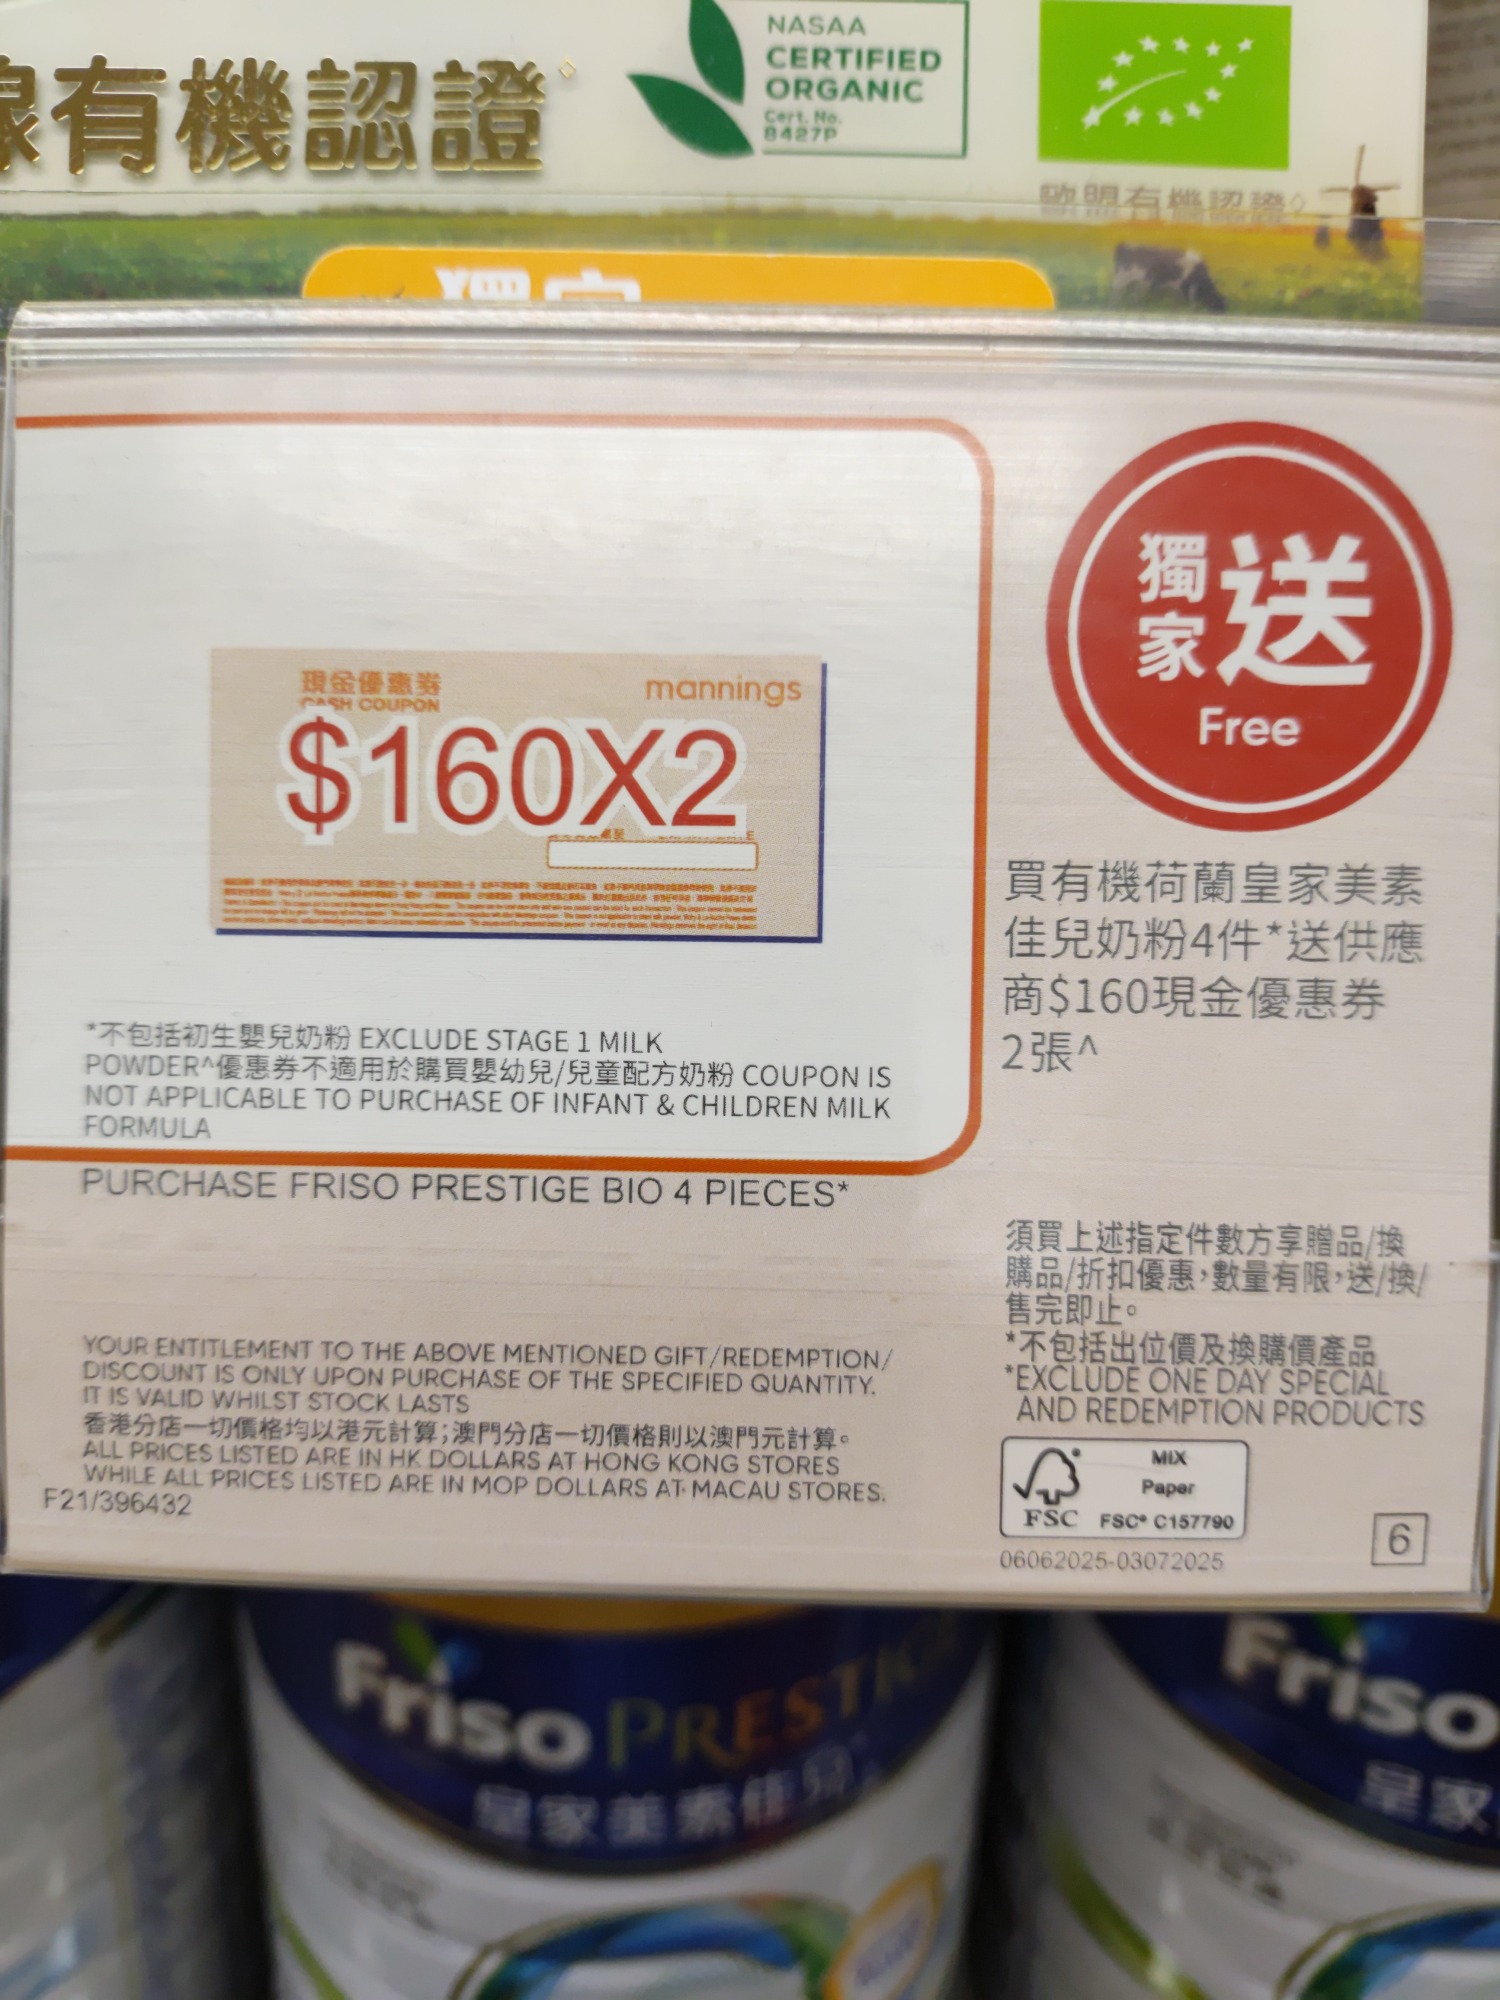 有機認證
NASAA
CERTIFIED
ORGANIC
Cert. No.
8427P
歐盟有機認證
現金優惠券
CASH COUPON
mannings
$160X2
獨家
送
Free
買有機荷蘭皇家美素
佳兒奶粉4件*送供應
商$160現金優惠券
2張^
*不包括初生嬰兒奶粉 EXCLUDE STAGE 1 MILK
POWDER^優惠券不適用於購買嬰幼兒/兒童配方奶粉 COUPON IS
NOT APPLICABLE TO PURCHASE OF INFANT & CHILDREN MILK
FORMULA
PURCHASE FRISO PRESTIGE BIO 4 PIECES*
須買上述指定件數方享贈品/換
購品/折扣優惠，數量有限，送/換/
售完即止。
*不包括出位價及換購價產品
*EXCLUDE ONE DAY SPECIAL
AND REDEMPTION PRODUCTS
YOUR ENTITLEMENT TO THE ABOVE MENTIONED GIFT/REDEMPTION/
DISCOUNT IS ONLY UPON PURCHASE OF THE SPECIFIED QUANTITY.
IT IS VALID WHILST STOCK LASTS
香港分店一切價格均以港元計算;澳門分店一切價格則以澳門元計算。
ALL PRICES LISTED ARE IN HK DOLLARS AT HONG KONG STORES
WHILE ALL PRICES LISTED ARE IN MOP DOLLARS AT MACAU STORES.
F21/396432
MIX
Paper
FSC
FSC® C157790
06062025-03072025
6
Friso PRESTIGE
皇家美素佳兒
Friso
皇家